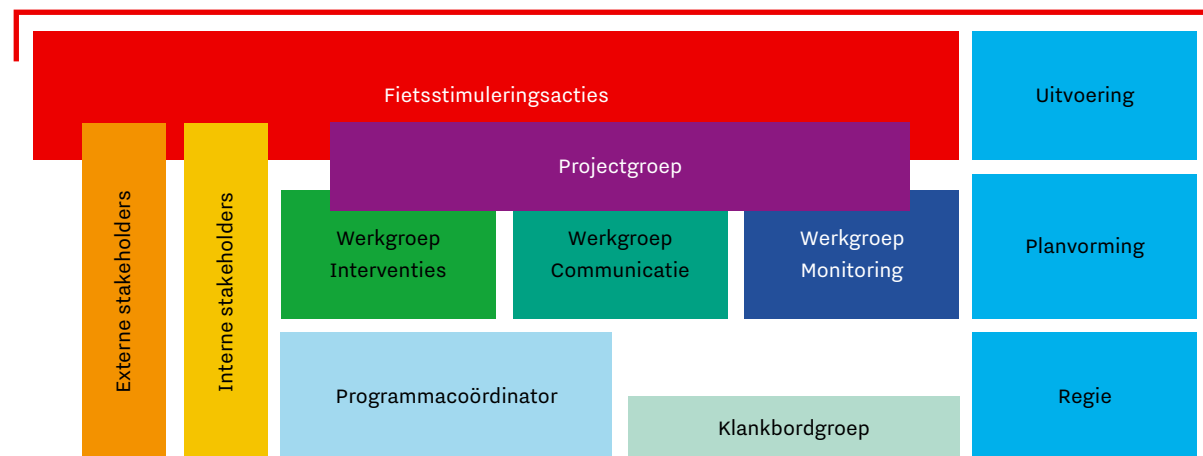 Fietsstimuleringsacties
Uitvoering
Projectgroep
Externe stakeholders
Interne stakeholders
Werkgroep
Interventies
Werkgroep
Communicatie
Werkgroep
Monitoring
Planvorming
Programmacoördinator
Klankbordgroep
Regie